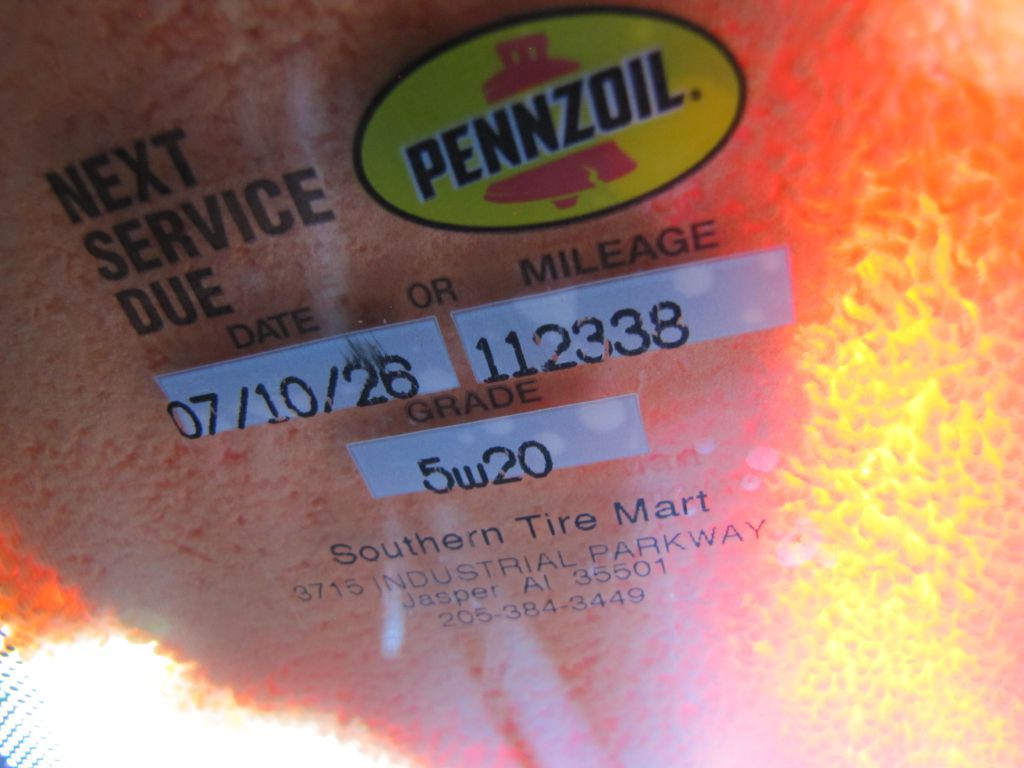 PENNZOIL.
NEXT
SERVICE
DUE
DATE OR MILEAGE
07/10/26 112338
GRADE
5w20
Southern Tire Mart
3715 INDUSTRIAL PARKWAY
Jasper Al 35501
205-384-3449